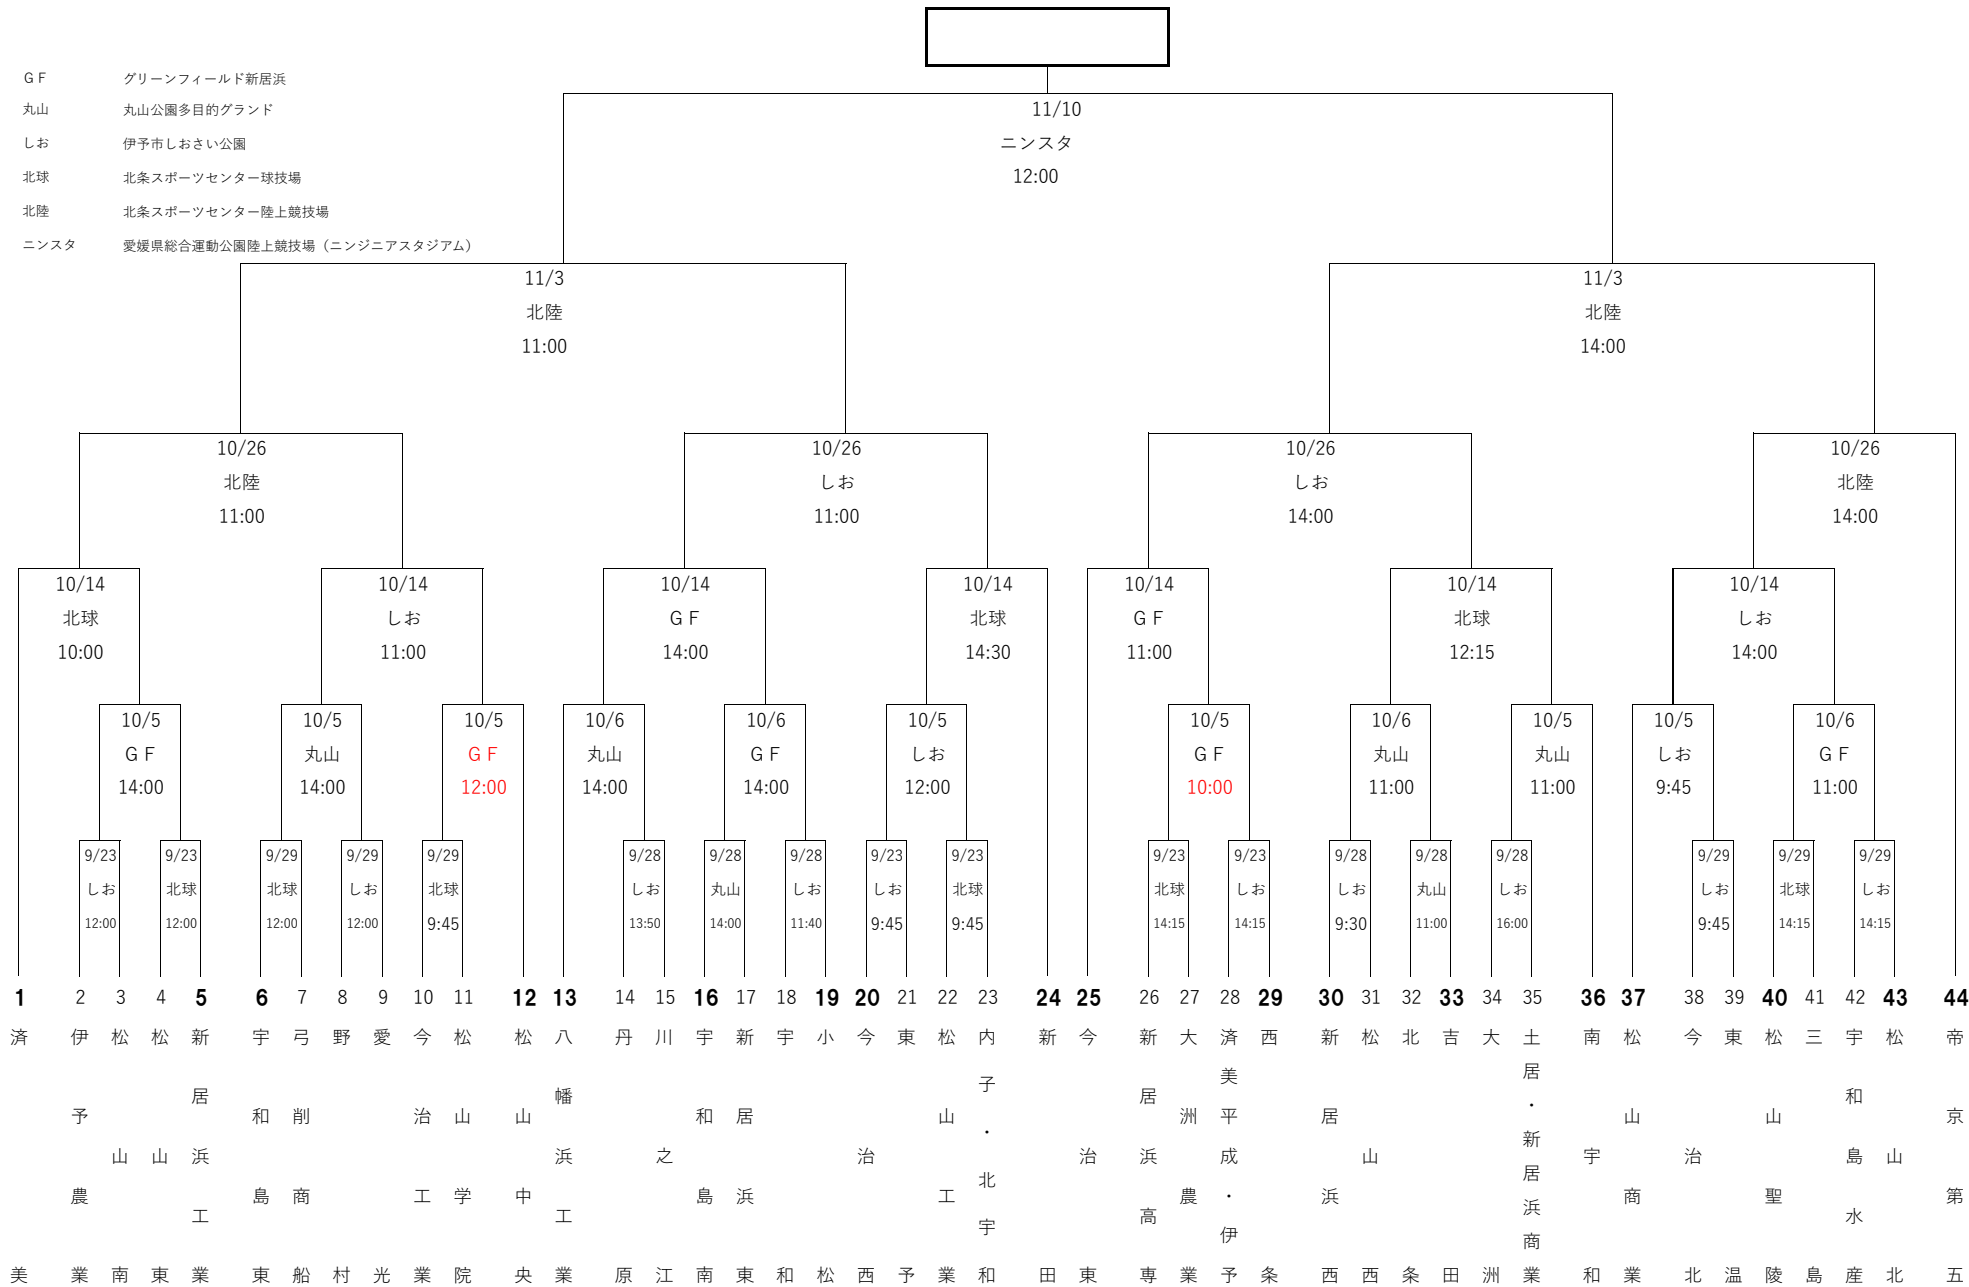 GF グリーンフィールド新居浜
丸山 丸山公園多目的グランド
しお 伊予市しおさい公園
北球 北条スポーツセンター球技場
北陸 北条スポーツセンター陸上競技場
ニンスタ 愛媛県総合運動公園陸上競技場（ニンジニアスタジアム）
11/10
ニンスタ
12:00
11/3 11/3
北陸 北陸
11:00 14:00
10/26 10/26 10/26 10/26
北陸 しお しお 北陸
11:00 11:00 14:00 14:00
10/14 10/14 10/14 10/14 10/14 10/14 10/14
北球 しお GF 北球 GF 北球 しお
10:00 11:00 14:00 14:30 11:00 12:15 14:00
10/5 10/5 10/5 10/6 10/6 10/5 10/5 10/6 10/5 10/5 10/6
GF 丸山 GF 丸山 GF しお GF 丸山 丸山 しお GF
14:00 14:00 12:00 14:00 14:00 12:00 10:00 11:00 11:00 9:45 11:00
9/23 9/23 9/29 9/29 9/29 9/28 9/28 9/28 9/23 9/23 9/23 9/23 9/28 9/28 9/28 9/29 9/29 9/29
しお 北球 北球 しお 北球 しお 丸山 しお しお 北球 北球 しお しお 丸山 しお しお 北球 しお
12:00 12:00 12:00 12:00 9:45 13:50 14:00 11:40 9:45 9:45 14:15 14:15 9:30 11:00 16:00 9:45 14:15 14:15
1 済美
2 伊予農業
3 松山南
4 松山東
5 新居浜工業
6 宇和島東
7 弓削商船
8 野村
9 愛光
10 今治工業
11 松山学院
12 松山中央
13 八幡浜工業
14 丹原
15 川之江
16 宇和島南
17 新居浜東
18 宇和
19 小松
20 今治西
21 東予
22 松山工業
23 内子・北宇和
24 新田
25 今治東
26 新居浜高専
27 大洲農業
28 済美平成・伊予
29 西条
30 新居浜西
31 松山西
32 北条
33 吉田
34 大洲
35 土居・新居浜商業
36 南宇和
37 松山商業
38 今治北
39 東温
40 松山聖陵
41 三島
42 宇和島水産
43 松山北
44 帝京第五